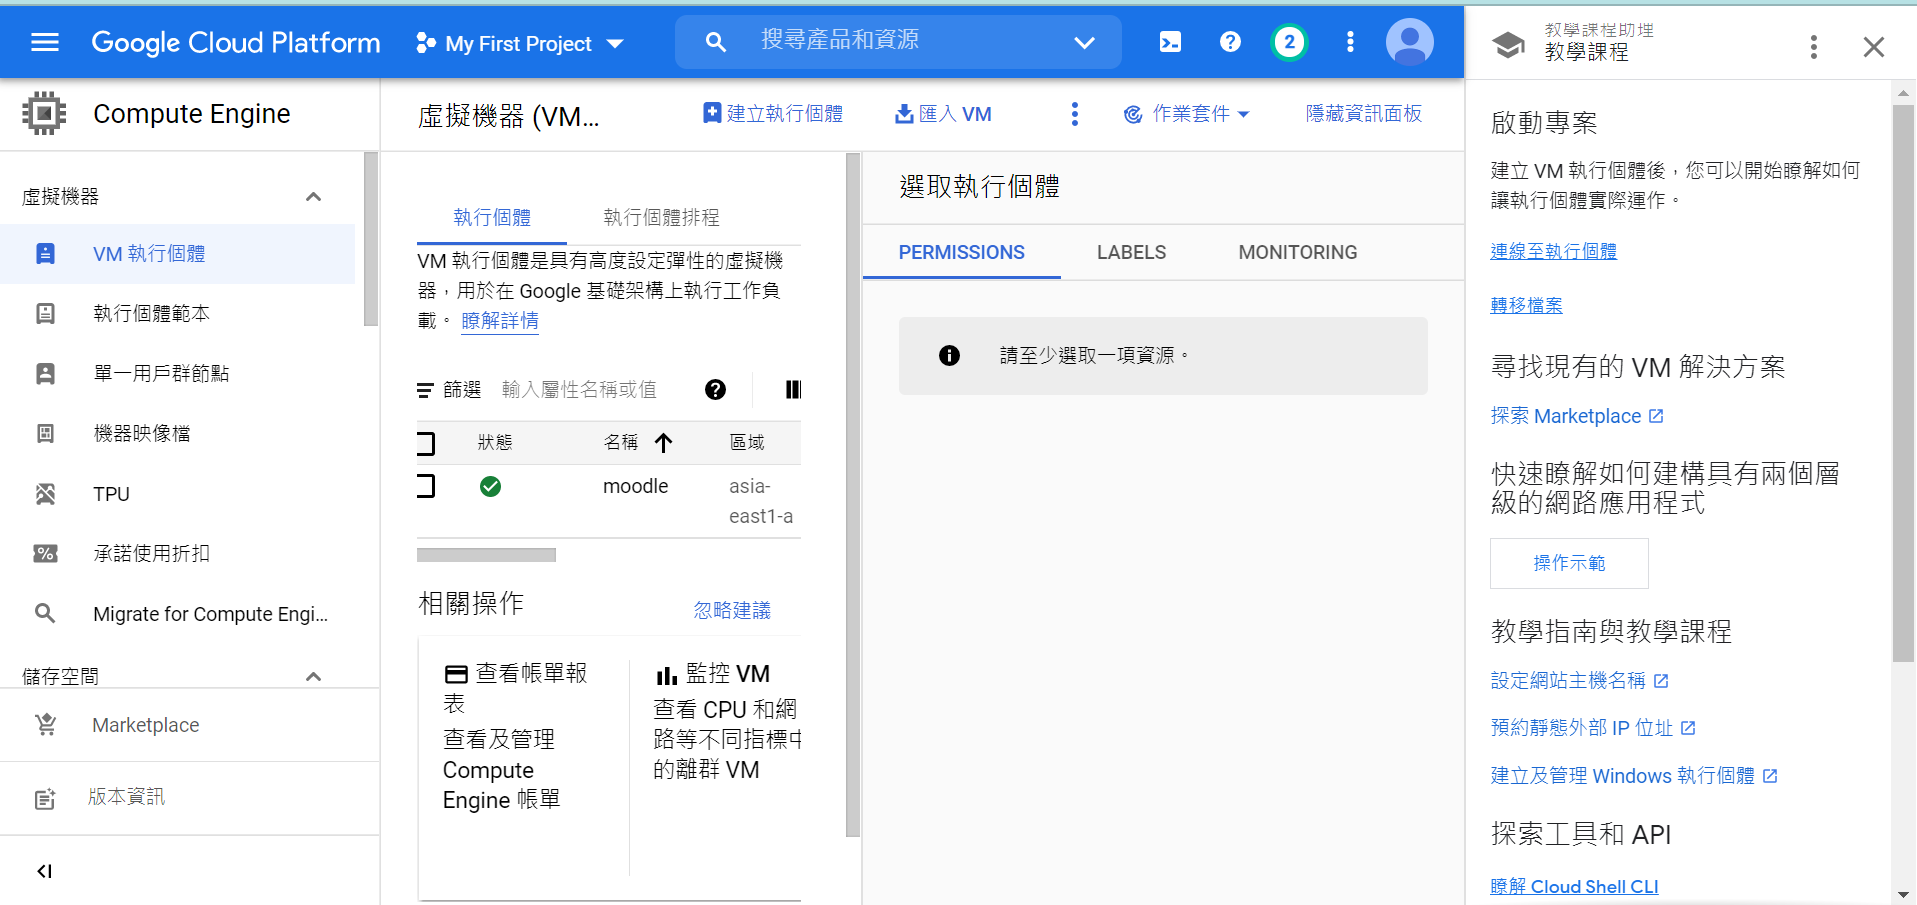 Google Cloud Platform
My First Project
搜尋產品和資源
2
教學課程助理
教學課程
Compute Engine
虛擬機器
VM 執行個體
執行個體範本
單一用戶群節點
機器映像檔
TPU
承諾使用折扣
Migrate for Compute Engi...
儲存空間
Marketplace
版本資訊
虛擬機器 (VM...
建立執行個體
匯入 VM
作業套件
隱藏資訊面板
執行個體
執行個體排程
VM 執行個體是具有高度設定彈性的虛擬機
器，用於在 Google 基礎架構上執行工作負
載。 瞭解詳情
篩選 輸入屬性名稱或值
狀態 名稱 區域
moodle asia-
east1-a
相關操作
忽略建議
查看帳單報
表
查看及管理
Compute
Engine 帳單
監控 VM
查看 CPU 和網
路等不同指標中
的離群 VM
選取執行個體
PERMISSIONS
LABELS
MONITORING
請至少選取一項資源。
啟動專案
建立 VM 執行個體後，您可以開始瞭解如何
讓執行個體實際運作。
連線至執行個體
轉移檔案
尋找現有的 VM 解決方案
探索 Marketplace
快速瞭解如何建構具有兩個層
級的網路應用程式
操作示範
教學指南與教學課程
設定網站主機名稱
預約靜態外部 IP 位址
建立及管理 Windows 執行個體
探索工具和 API
瞭解 Cloud Shell CLI